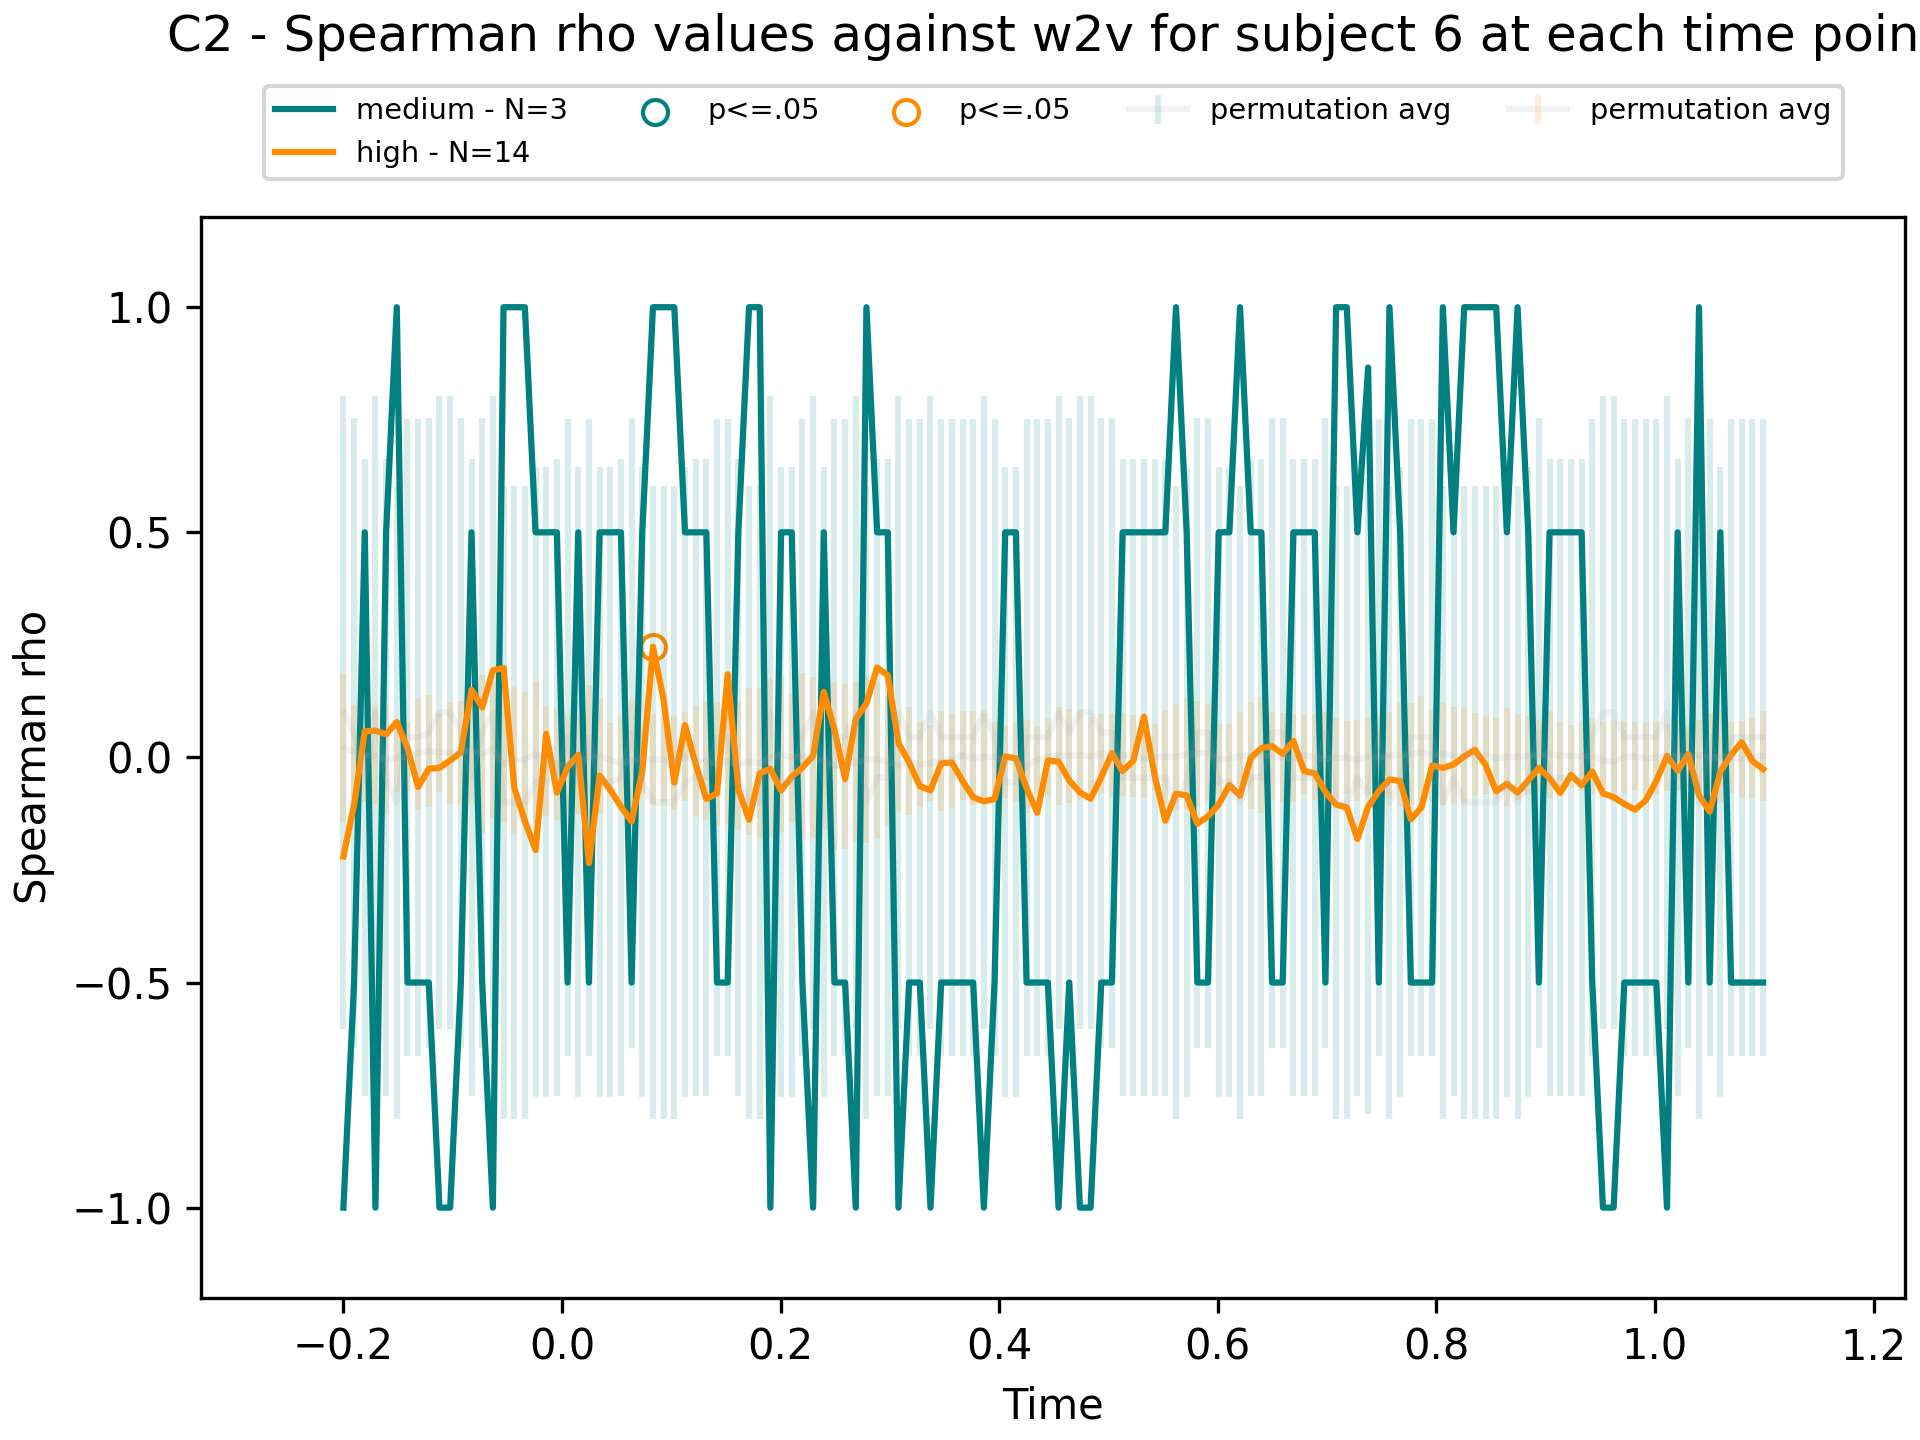 C2 - Spearman rho values against w2v for subject 6 at each time poin
medium - N=3
high - N=14
p<=.05
p<=.05
permutation avg
permutation avg
Spearman rho
1.0
0.5
0.0
−0.5
−1.0
−0.2 0.0 0.2 0.4 0.6 0.8 1.0 1.2
Time